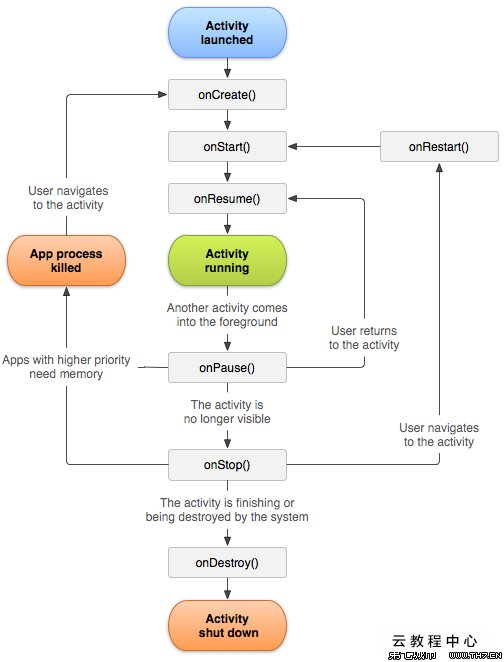 Activity
launched
onCreate()
onStart()
onRestart()
User navigates
to the activity
onResume()
App process
killed
Activity
running
Another activity comes
into the foreground
User returns
to the activity
Apps with higher priority
need memory
onPause()
The activity is
no longer visible
User navigates
to the activity
onStop()
The activity is finishing or
being destroyed by the system
onDestroy()
Activity
shut down
云教程中心
WWW.TH7.CN